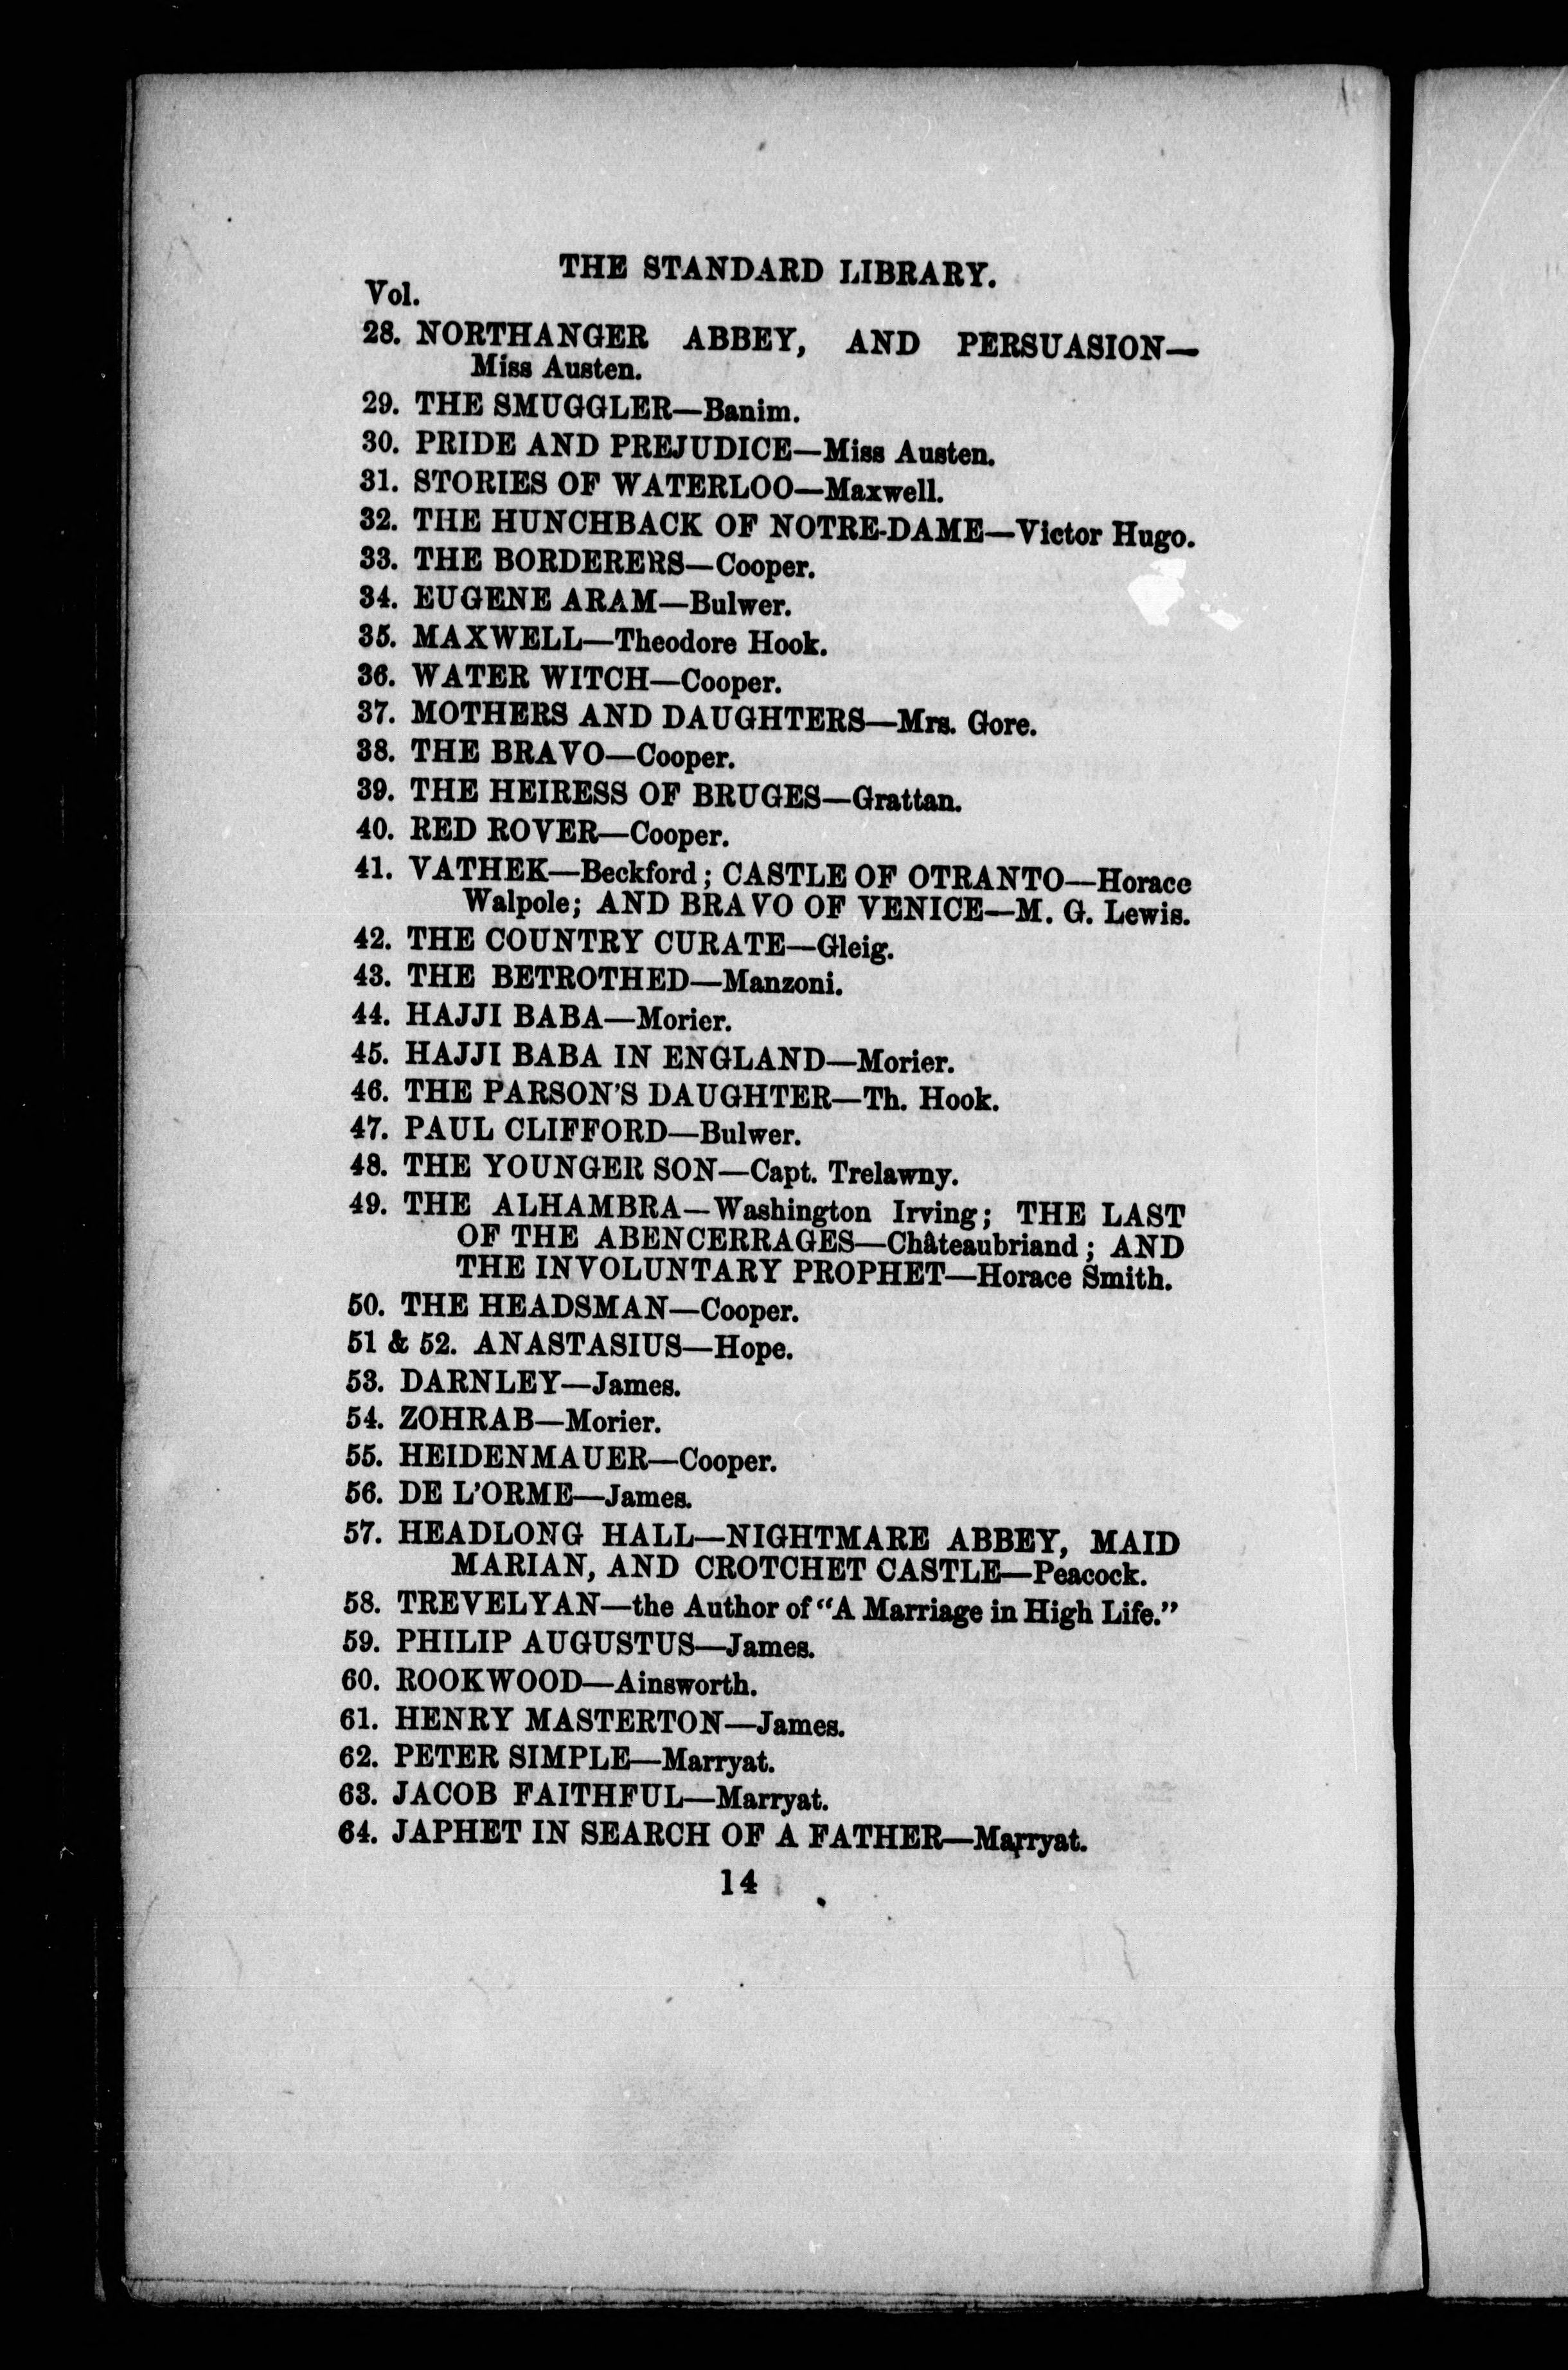 THE STANDARD LIBRARY.
Vol.
28. NORTHANGER ABBEY, AND PERSUASION—
Miss Austen.
29. THE SMUGGLER—Banim.
30. PRIDE AND PREJUDICE—Miss Austen.
31. STORIES OF WATERLOO—Maxwell.
32. THE HUNCHBACK OF NOTRE-DAME—Victor Hugo.
33. THE BORDERERS—Cooper.
34. EUGENE ARAM—Bulwer.
35. MAXWELL—Theodore Hook.
36. WATER WITCH—Cooper.
37. MOTHERS AND DAUGHTERS—Mrs. Gore.
38. THE BRAVO—Cooper.
39. THE HEIRESS OF BRUGES—Grattan.
40. RED ROVER—Cooper.
41. VATHEK—Beckford; CASTLE OF OTRANTO—Horace
Walpole; AND BRAVO OF VENICE—M. G. Lewis.
42. THE COUNTRY CURATE—Gleig.
43. THE BETROTHED—Manzoni.
44. HAJJI BABA—Morier.
45. HAJJI BABA IN ENGLAND—Morier.
46. THE PARSON'S DAUGHTER—Th. Hook.
47. PAUL CLIFFORD—Bulwer.
48. THE YOUNGER SON—Capt. Trelawny.
49. THE ALHAMBRA—Washington Irving; THE LAST
OF THE ABENCERRAGES—Châteaubriand; AND
THE INVOLUNTARY PROPHET—Horace Smith.
50. THE HEADSMAN—Cooper.
51 & 52. ANASTASIUS—Hope.
53. DARNLEY—James.
54. ZOHRAB—Morier.
55. HEIDENMAUER—Cooper.
56. DE L'ORME—James.
57. HEADLONG HALL—NIGHTMARE ABBEY, MAID
MARIAN, AND CROTCHET CASTLE—Peacock.
58. TREVELYAN—the Author of "A Marriage in High Life."
59. PHILIP AUGUSTUS—James.
60. ROOKWOOD—Ainsworth.
61. HENRY MASTERTON—James.
62. PETER SIMPLE—Marryat.
63. JACOB FAITHFUL—Marryat.
64. JAPHET IN SEARCH OF A FATHER—Marryat.
14